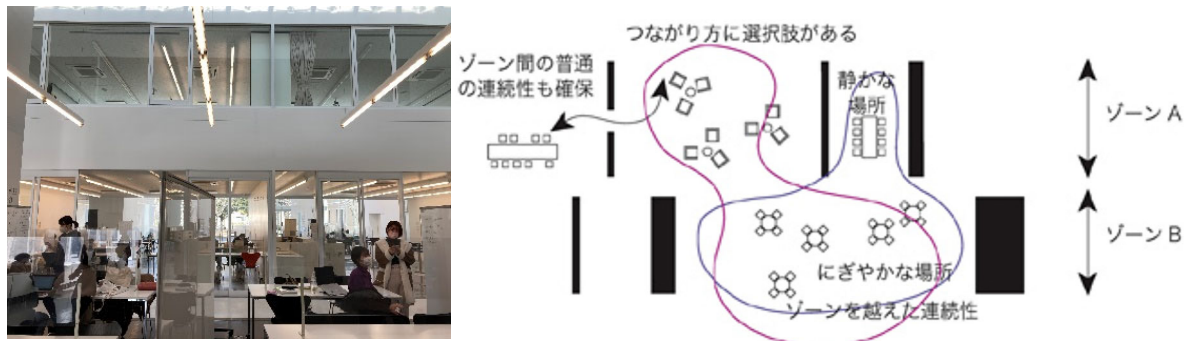 つながり方に選択肢がある
ゾーン間の普通
の連続性も確保
静かな
場所
ゾーン A
ゾーン B
にぎやかな場所
ゾーンを越えた連続性